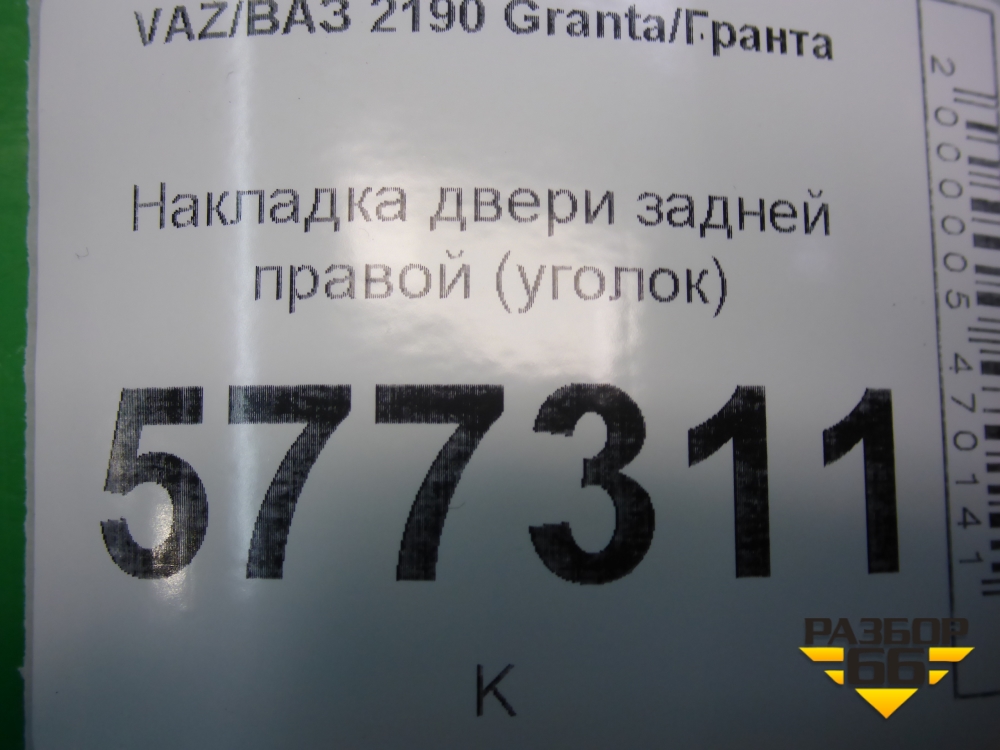 VAZ/ВАЗ 2190 Granta/Гранта
Накладка двери задней
правой (уголок)
577311
К
2000005470141
РАЗБОР
66